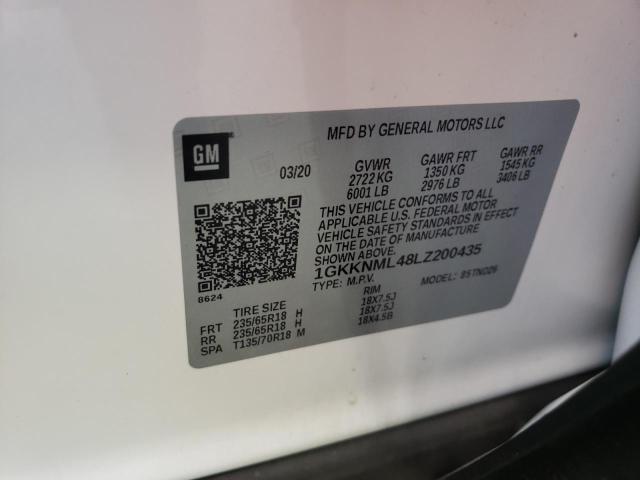 GM
MFD BY GENERAL MOTORS LLC
03/20 GVWR GAWR FRT GAWR RR
2722 KG 1350 KG 1545 KG
6001 LB 2976 LB 3406 LB
THIS VEHICLE CONFORMS TO ALL
APPLICABLE U.S. FEDERAL MOTOR
VEHICLE SAFETY STANDARDS IN EFFECT
ON THE DATE OF MANUFACTURE
SHOWN ABOVE.
1GKKNML48LZ200435
TYPE: M.P.V. MODEL:
8624
TIRE SIZE RIM
FRT 235/65R18 H 18X7.5J
RR 235/65R18 H 18X7.5J
SPA T135/70R18 M 18X4.5B